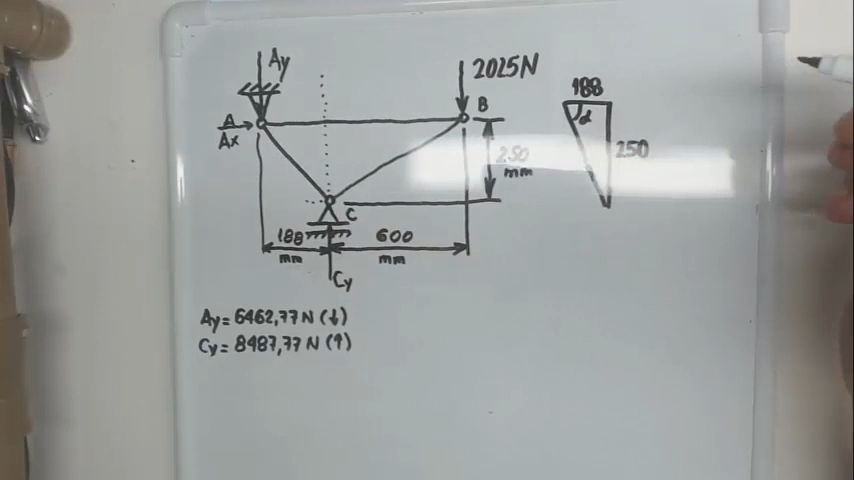 Ay
2025N
B
A
Ax
250
mm
C
188
mm
600
mm
Cy
188
α
250
Ay= 6462,77 N (↓)
Cy= 8487,77 N (↑)